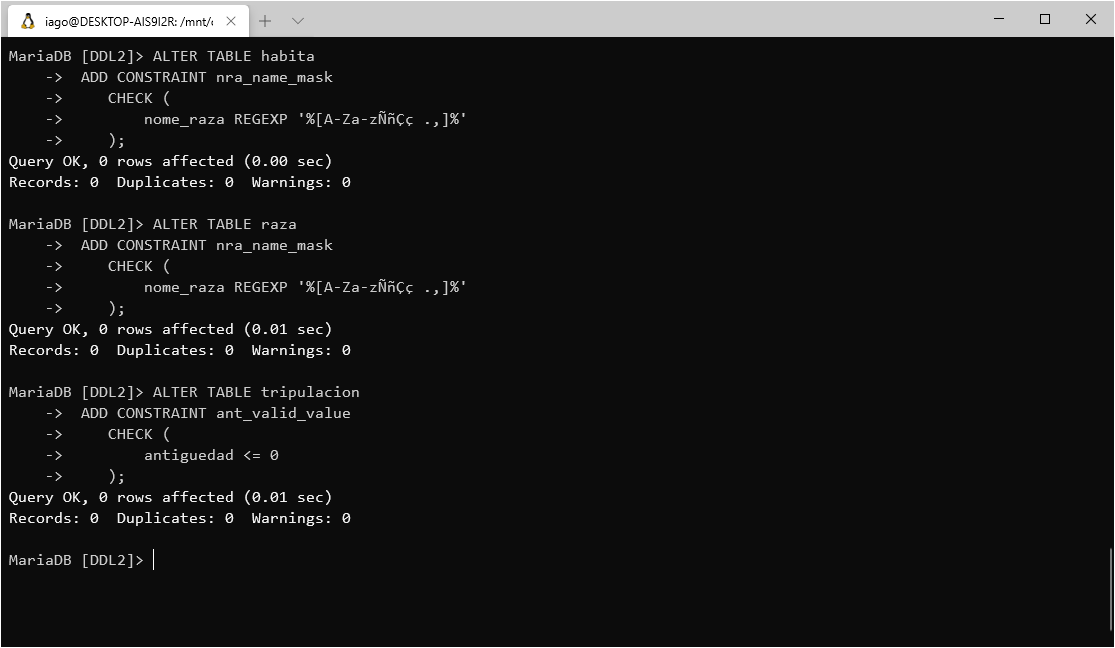 iago@DESKTOP-AIS9I2R: /mnt/c
MariaDB [DDL2]> ALTER TABLE habita
    ->  ADD CONSTRAINT nra_name_mask
    ->     CHECK (
    ->         nome_raza REGEXP '%[A-Za-zÑñÇç .,]%'
    ->     );
Query OK, 0 rows affected (0.00 sec)
Records: 0  Duplicates: 0  Warnings: 0
MariaDB [DDL2]> ALTER TABLE raza
    ->  ADD CONSTRAINT nra_name_mask
    ->     CHECK (
    ->         nome_raza REGEXP '%[A-Za-zÑñÇç .,]%'
    ->     );
Query OK, 0 rows affected (0.01 sec)
Records: 0  Duplicates: 0  Warnings: 0
MariaDB [DDL2]> ALTER TABLE tripulacion
    ->  ADD CONSTRAINT ant_valid_value
    ->     CHECK (
    ->         antiguedad <= 0
    ->     );
Query OK, 0 rows affected (0.01 sec)
Records: 0  Duplicates: 0  Warnings: 0
MariaDB [DDL2]>